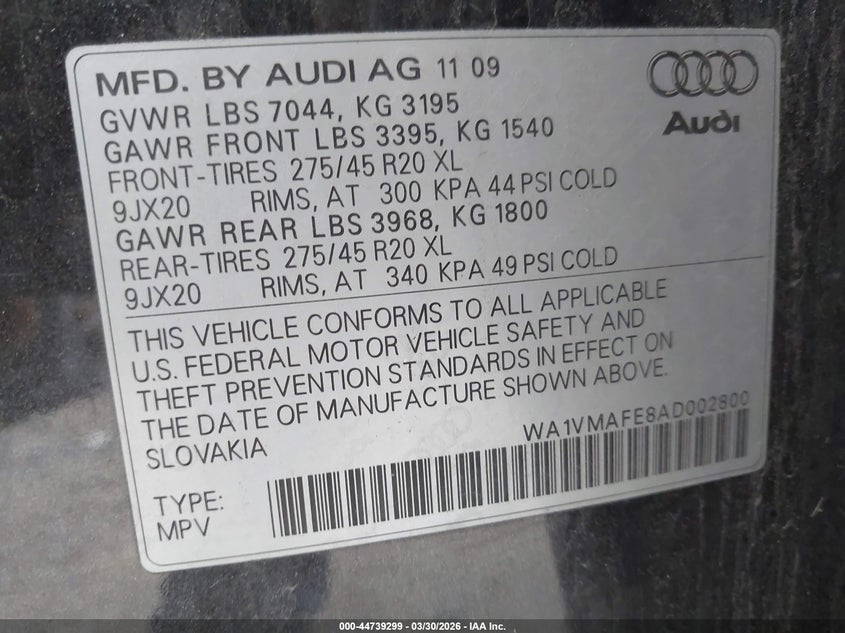 MFD. BY AUDI AG 11 09
GVWR LBS 7044, KG 3195
GAWR FRONT LBS 3395, KG 1540
FRONT-TIRES 275/45 R20 XL
9JX20 RIMS, AT 300 KPA 44 PSI COLD
GAWR REAR LBS 3968, KG 1800
REAR-TIRES 275/45 R20 XL
9JX20 RIMS, AT 340 KPA 49 PSI COLD
Audi
THIS VEHICLE CONFORMS TO ALL APPLICABLE
U.S. FEDERAL MOTOR VEHICLE SAFETY AND
THEFT PREVENTION STANDARDS IN EFFECT ON
THE DATE OF MANUFACTURE SHOWN ABOVE.
SLOVAKIA
WA1VMAFE8AD002800
TYPE:
MPV
000-44739299 — 03/30/2026 — IAA Inc.